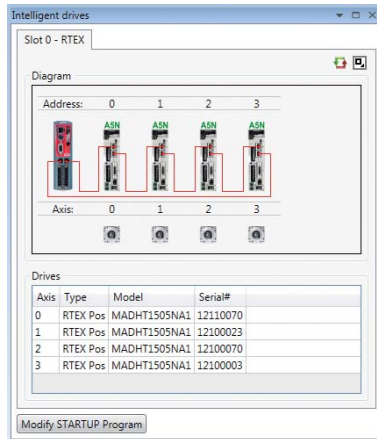 Intelligent drives
Slot 0 - RTEX
Diagram
Address: 0 1 2 3
A5N A5N A5N A5N
Axis: 0 1 2 3
Drives
Axis Type Model Serial#
0 RTEX Pos MADHT1505NA1 12110070
1 RTEX Pos MADHT1505NA1 12100023
2 RTEX Pos MADHT1505NA1 12100070
3 RTEX Pos MADHT1505NA1 12100003
Modify STARTUP Program